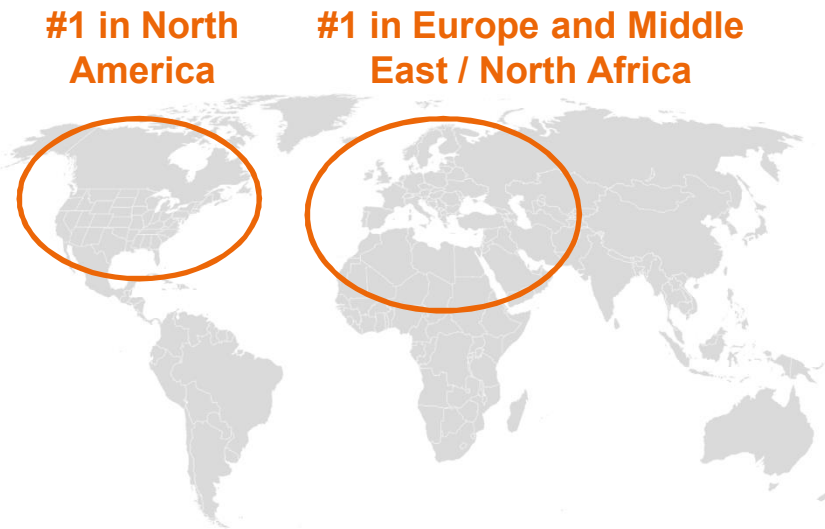 #1 in North
America
#1 in Europe and Middle
East / North Africa